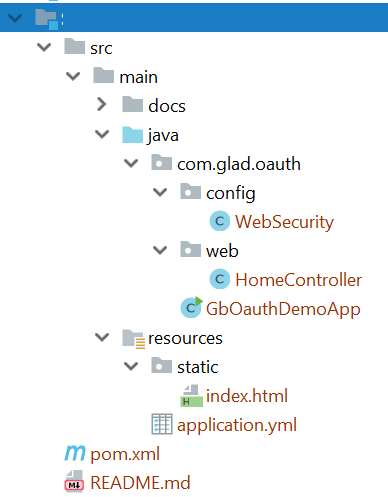 src
main
docs
java
com.glad.oauth
config
WebSecurity
web
HomeController
GbOauthDemoApp
resources
static
index.html
application.yml
pom.xml
README.md